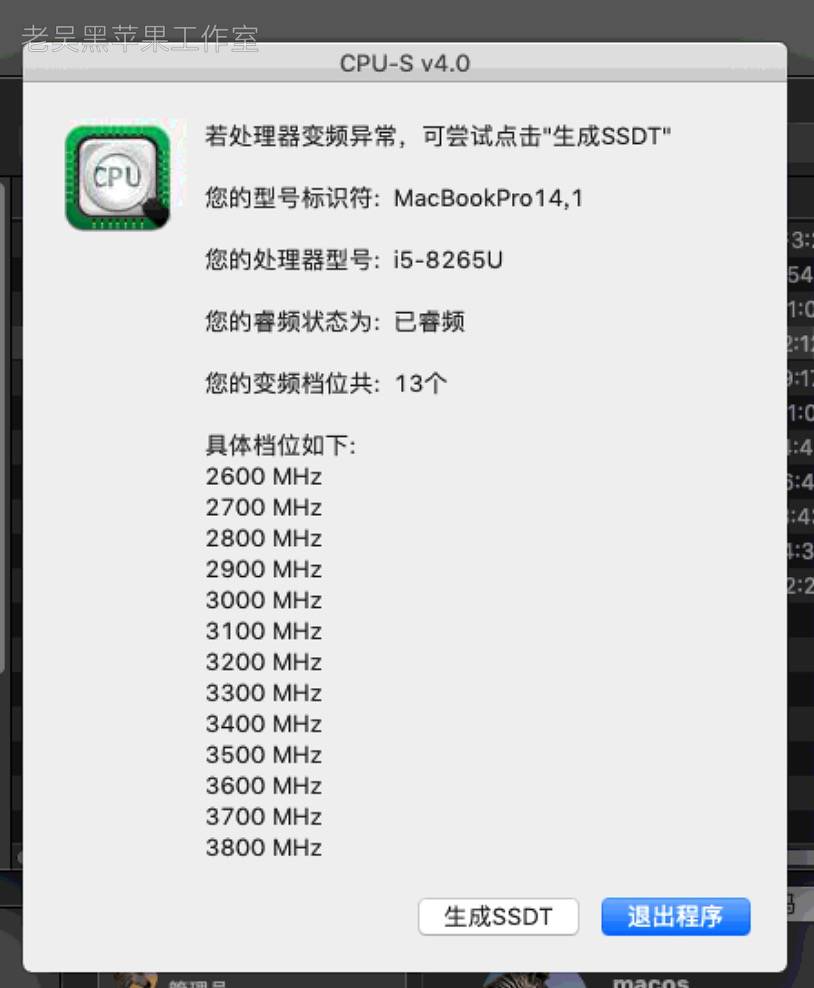 老吴黑苹果工作室
CPU-S v4.0
CPU
若处理器变频异常，可尝试点击"生成SSDT"
您的型号标识符: MacBookPro14,1
您的处理器型号: i5-8265U
您的睿频状态为: 已睿频
您的变频档位共: 13个
具体档位如下:
2600 MHz
2700 MHz
2800 MHz
2900 MHz
3000 MHz
3100 MHz
3200 MHz
3300 MHz
3400 MHz
3500 MHz
3600 MHz
3700 MHz
3800 MHz
生成SSDT
退出程序
管理员
macos